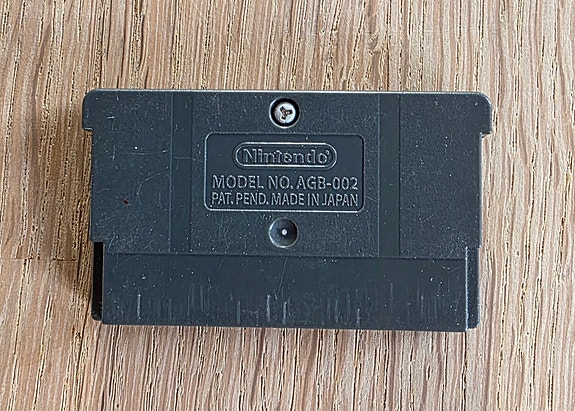 Nintendo
MODEL NO. AGB-002
PAT. PEND. MADE IN JAPAN